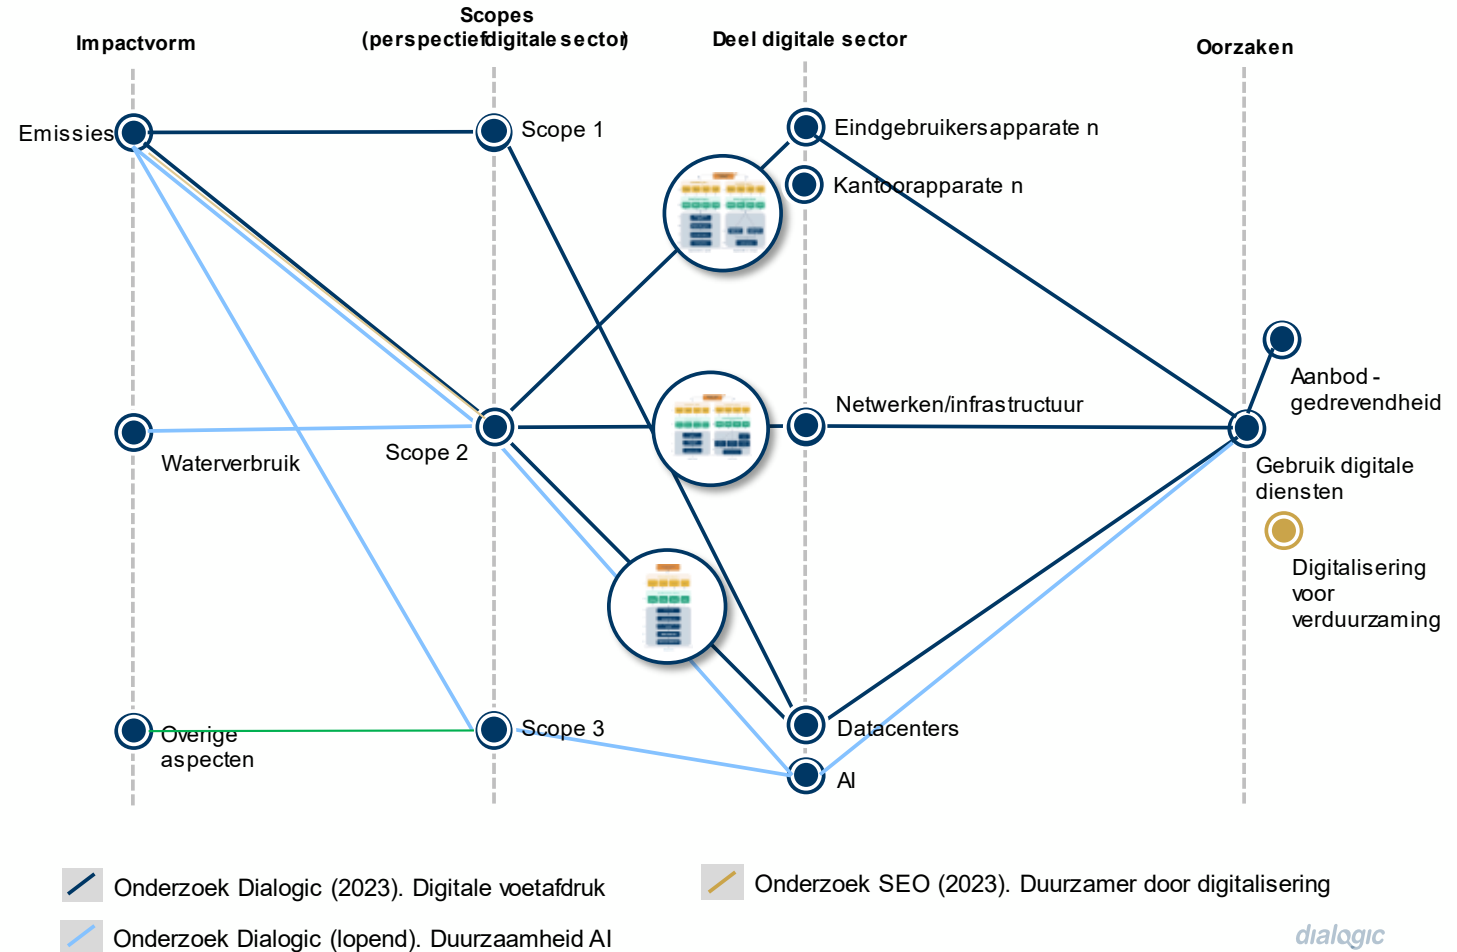 Impactvorm
Scopes
(perspectief digitale sector)
Deel digitale sector
Oorzaken
Emissies
Scope 1
Eindgebruikersapparaten
Kantoorapparaten
Aanbod-
gedrevendheid
Netwerken/infrastructuur
Scope 2
Waterverbruik
Gebruik digitale
diensten
Digitalisering
voor
verduurzaming
Overige
aspecten
Scope 3
Datacenters
AI
Onderzoek Dialogic (2023). Digitale voetafdruk
Onderzoek SEO (2023). Duurzamer door digitalisering
Onderzoek Dialogic (lopend). Duurzaamheid AI
dialogic